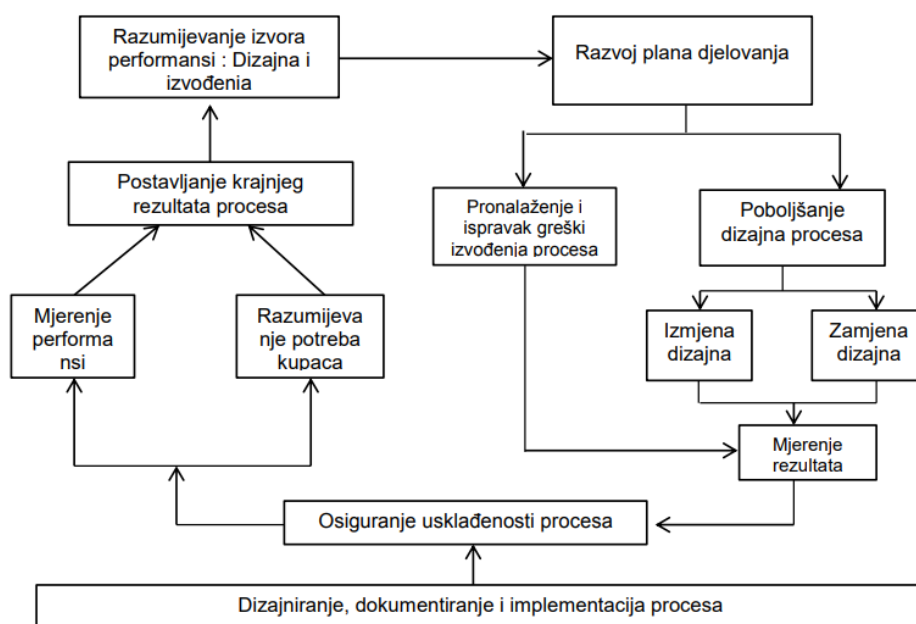 Razumijevanje izvora
performansi : Dizajna i
izvođenia
Razvoj plana djelovanja
Postavljanje krajnjeg
rezultata procesa
Pronalaženje i
ispravak greški
izvođenia procesa
Poboljšanje
dizajna procesa
Mjerenje
performa
nsi
Razumijeva
nje potreba
kupaca
Izmjena
dizajna
Zamjena
dizajna
Mjerenje
rezultata
Osiguranje usklađenosti procesa
Dizajniranje, dokumentiranje i implementacija procesa